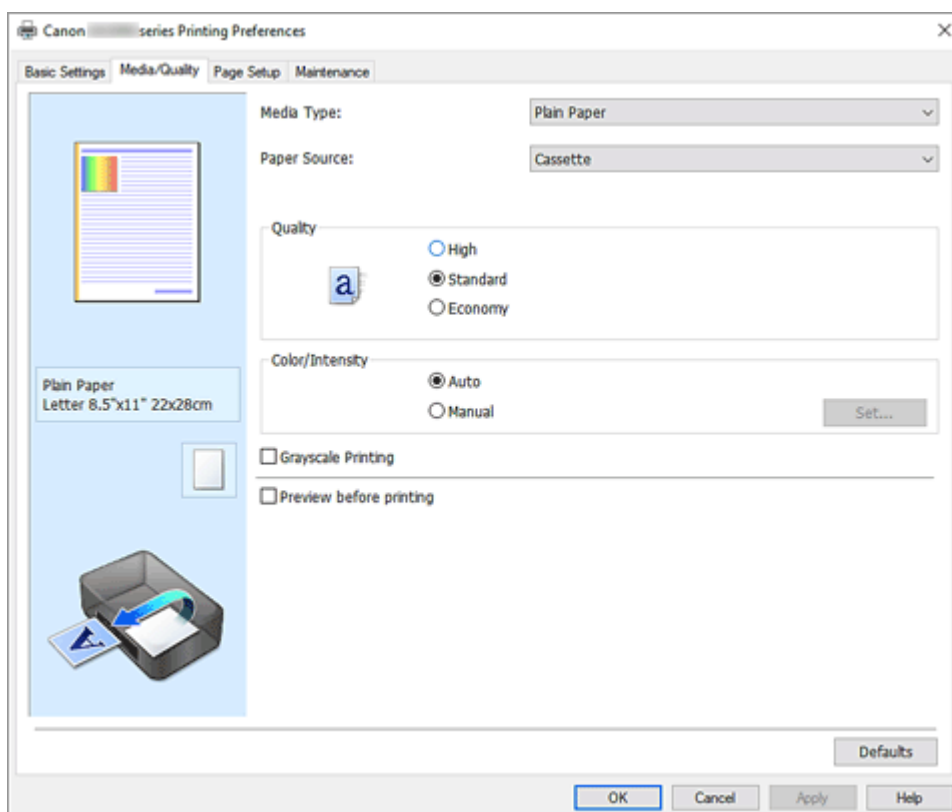 Canon series Printing Preferences
Basic Settings Media/Quality Page Setup Maintenance
Media Type: Plain Paper
Paper Source: Cassette
Quality
a
High
Standard
Economy
Color/Intensity
Auto
Manual
Set...
Plain Paper
Letter 8.5"x11" 22x28cm
Grayscale Printing
Preview before printing
A
Defaults
OK Cancel Apply Help